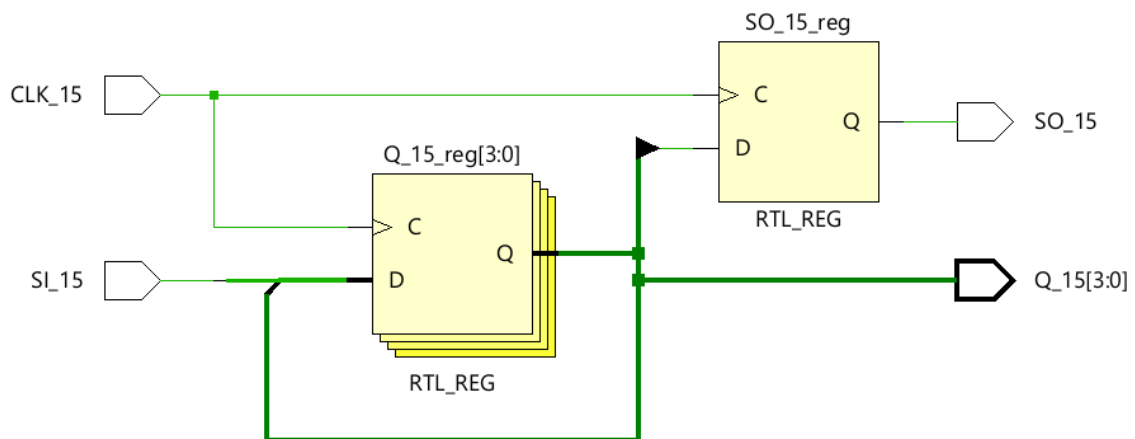 SO_15_reg
CLK_15
C
Q
SO_15
D
Q_15_reg[3:0]
RTL_REG
C
Q
SI_15
D
Q_15[3:0]
RTL_REG